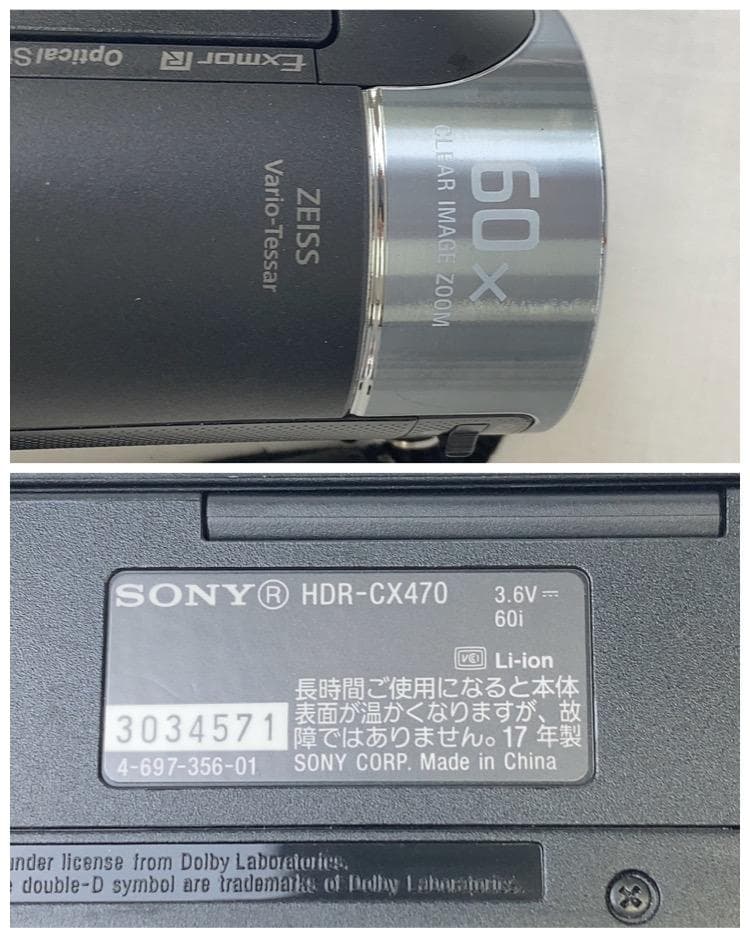 Exmor R
Optical S
ZEISS
Vario-Tessar
60x
CLEAR IMAGE ZOOM
SONY® HDR-CX470
3.6V⎓
60i
VCI Li-ion
長時間ご使用になると本体
表面が温かくなりますが、故
障ではありません。17 年製
3034571
4-697-356-01
SONY CORP. Made in China
under license from Dolby Laboratories.
double-D symbol are trademarks of Dolby Laboratories.